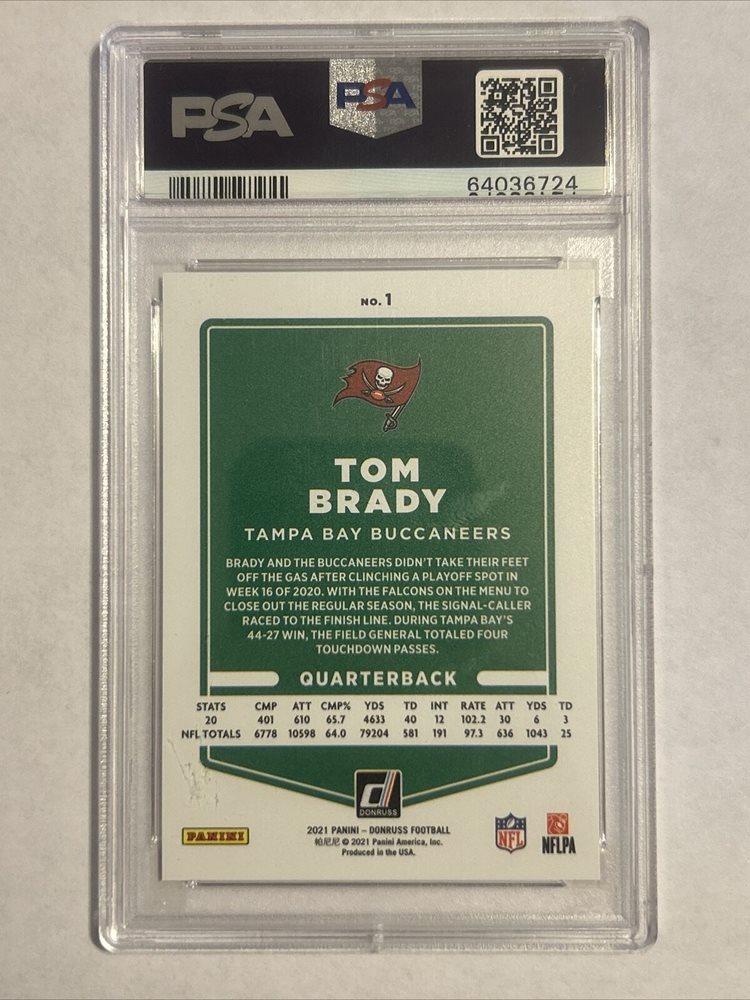 PSA
PSA
64036724
NO. 1
TOM
BRADY
TAMPA BAY BUCCANEERS
BRADY AND THE BUCCANEERS DIDN'T TAKE THEIR FEET
OFF THE GAS AFTER CLINCHING A PLAYOFF SPOT IN
WEEK 16 OF 2020. WITH THE FALCONS ON THE MENU TO
CLOSE OUT THE REGULAR SEASON, THE SIGNAL-CALLER
RACED TO THE FINISH LINE. DURING TAMPA BAY'S
44-27 WIN, THE FIELD GENERAL TOTALED FOUR
TOUCHDOWN PASSES.
QUARTERBACK
STATS CMP ATT CMP% YDS TD INT RATE ATT YDS TD
20 401 610 65.7 4633 40 12 102.2 30 6 3
NFL TOTALS 6778 10598 64.0 79204 581 191 97.3 636 1043 25
DONRUSS
PANINI
2021 PANINI – DONRUSS FOOTBALL
帕尼尼 © 2021 Panini America, Inc.
Produced in the USA.
NFL
NFLPA